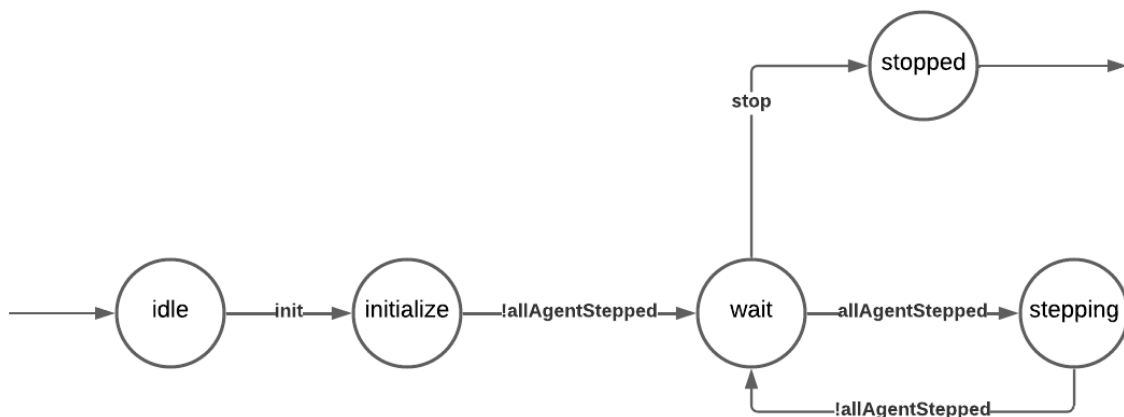 stopped
stop
idle
init
initialize
!allAgentStepped
wait
allAgentStepped
stepping
!allAgentStepped